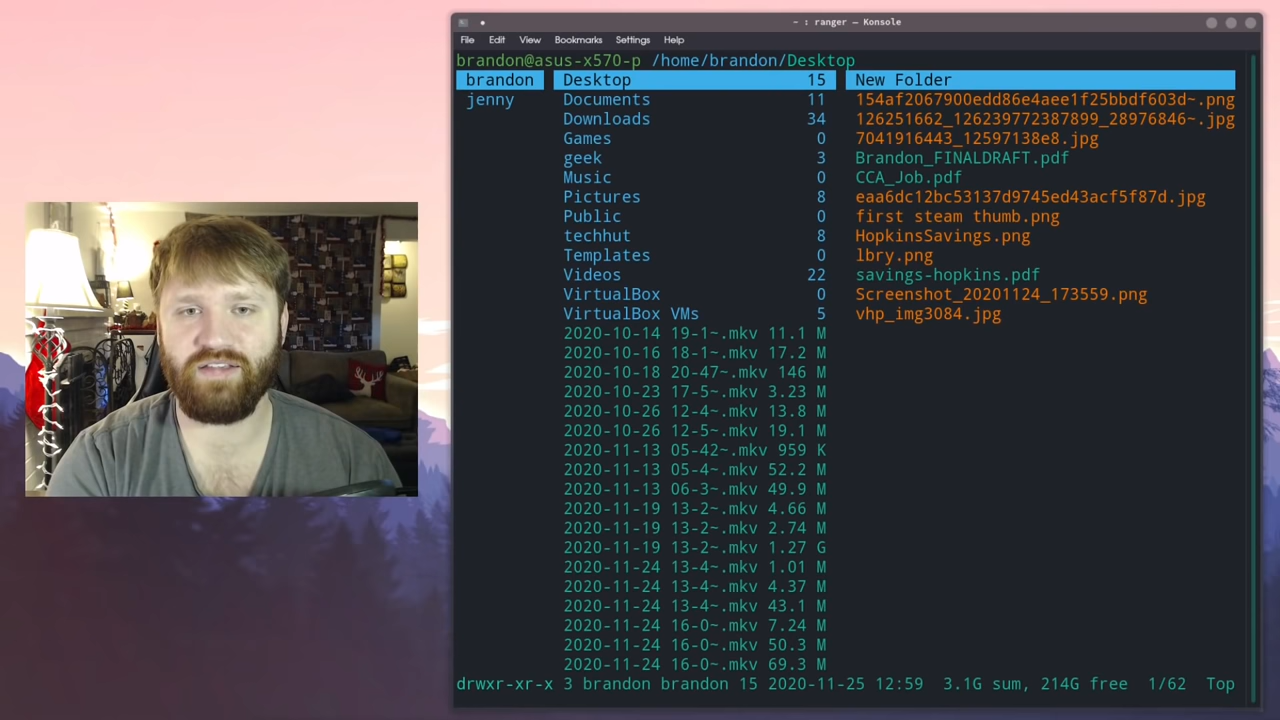 ~ : ranger — Konsole
File Edit View Bookmarks Settings Help
brandon@asus-x570-p /home/brandon/Desktop
brandon Desktop 15 New Folder
jenny Documents 11 154af2067900edd86e4aee1f25bbdf603d~.png
Downloads 34 126251662_126239772387899_28976846~.jpg
Games 0 7041916443_12597138e8.jpg
geek 3 Brandon_FINALDRAFT.pdf
Music 0 CCA_Job.pdf
Pictures 8 eaa6dc12bc53137d9745ed43acf5f87d.jpg
Public 0 first steam thumb.png
techhut 8 HopkinsSavings.png
Templates 0 lbry.png
Videos 22 savings-hopkins.pdf
VirtualBox 0 Screenshot_20201124_173559.png
VirtualBox VMs 5 vhp_img3084.jpg
2020-10-14 19-1~.mkv 11.1 M
2020-10-16 18-1~.mkv 17.2 M
2020-10-18 20-47~.mkv 146 M
2020-10-23 17-5~.mkv 3.23 M
2020-10-26 12-4~.mkv 13.8 M
2020-10-26 12-5~.mkv 19.1 M
2020-11-13 05-42~.mkv 959 K
2020-11-13 05-4~.mkv 52.2 M
2020-11-13 06-3~.mkv 49.9 M
2020-11-19 13-2~.mkv 4.66 M
2020-11-19 13-2~.mkv 2.74 M
2020-11-19 13-2~.mkv 1.27 G
2020-11-24 13-4~.mkv 1.01 M
2020-11-24 13-4~.mkv 4.37 M
2020-11-24 13-4~.mkv 43.1 M
2020-11-24 16-0~.mkv 7.24 M
2020-11-24 16-0~.mkv 50.3 M
2020-11-24 16-0~.mkv 69.3 M
drwxr-xr-x 3 brandon brandon 15 2020-11-25 12:59 3.1G sum, 214G free 1/62 Top